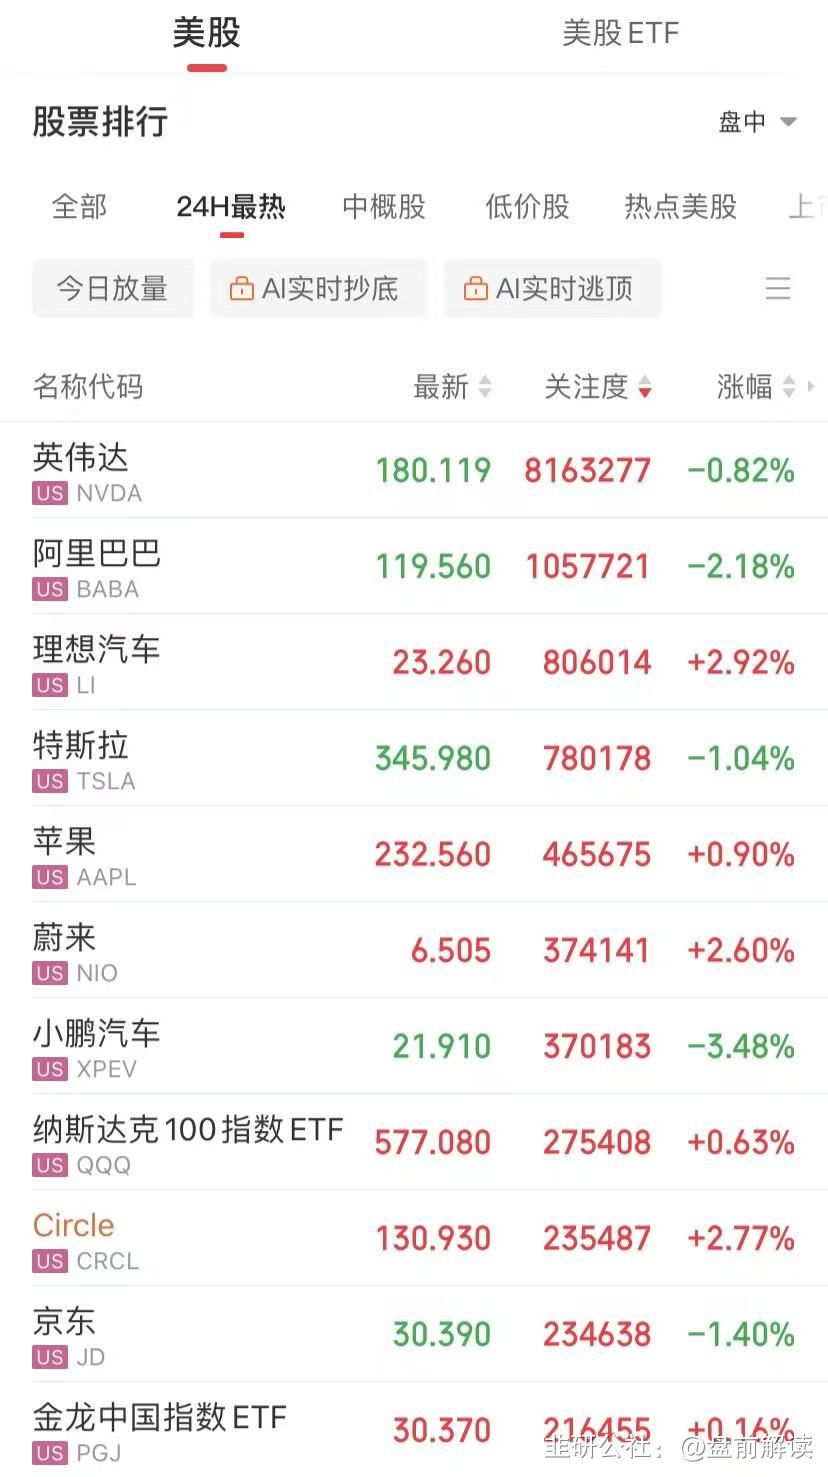 美股 美股ETF
股票排行 盘中
全部 24H最热 中概股 低价股 热点美股 上
今日放量 AI实时抄底 AI实时逃顶
名称代码 最新 关注度 涨幅
英伟达 180.119 8163277 -0.82%
US NVDA
阿里巴巴 119.560 1057721 -2.18%
US BABA
理想汽车 23.260 806014 +2.92%
US LI
特斯拉 345.980 780178 -1.04%
US TSLA
苹果 232.560 465675 +0.90%
US AAPL
蔚来 6.505 374141 +2.60%
US NIO
小鹏汽车 21.910 370183 -3.48%
US XPEV
纳斯达克100指数ETF 577.080 275408 +0.63%
US QQQ
Circle 130.930 235487 +2.77%
US CRCL
京东 30.390 234638 -1.40%
US JD
金龙中国指数ETF 30.370 216455 +0.16%
US PGJ
韭研公社：@盘前解读